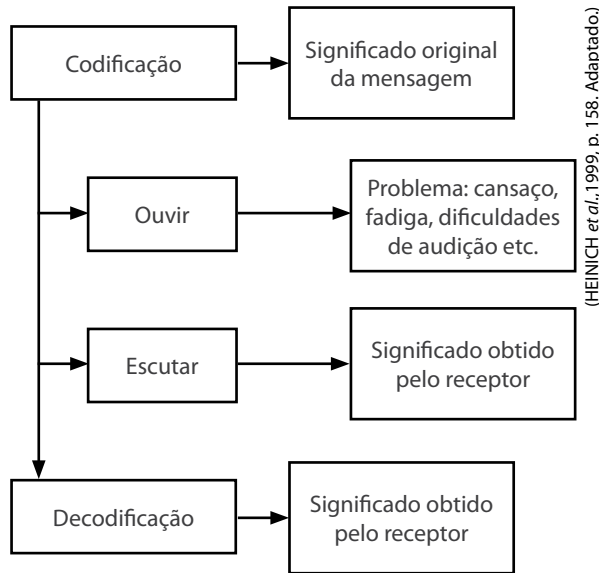 Codificação
Significado original
da mensagem
Ouvir
Problema: cansaço,
fadiga, dificuldades
de audição etc.
Escutar
Significado obtido
pelo receptor
Decodificação
Significado obtido
pelo receptor
(HEINICH et al.,1999, p. 158. Adaptado.)